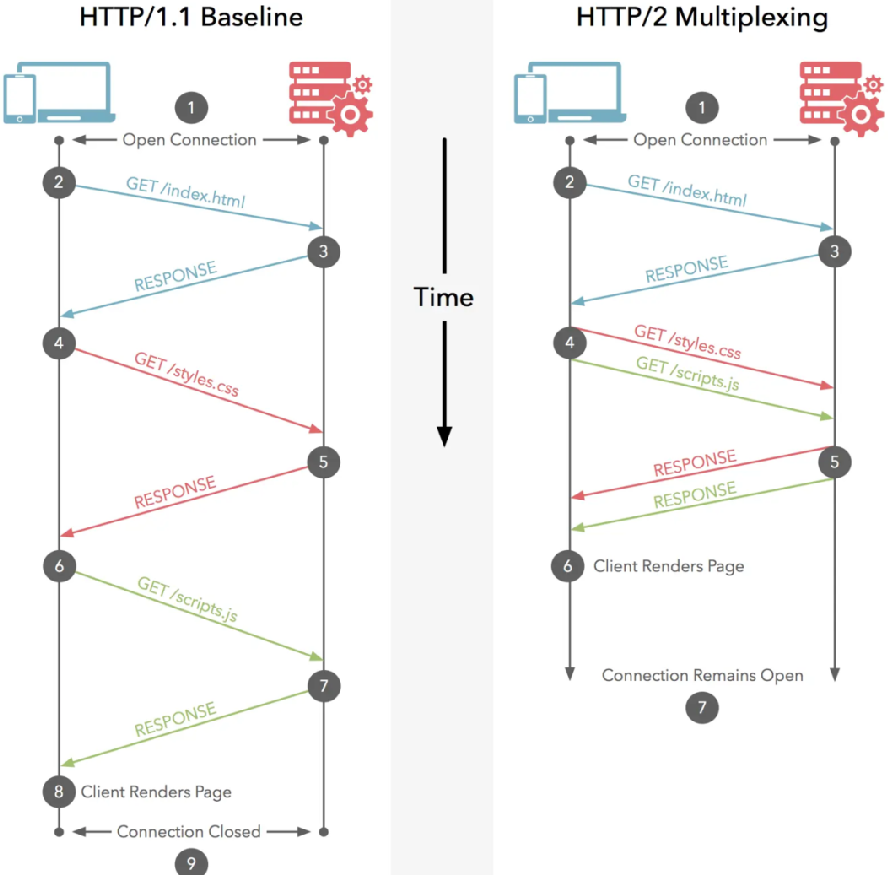 HTTP/1.1 Baseline
1
Open Connection
2
GET /index.html
3
RESPONSE
4
GET /styles.css
5
RESPONSE
6
GET /scripts.js
7
RESPONSE
8 Client Renders Page
Connection Closed
9
Time
HTTP/2 Multiplexing
1
Open Connection
2
GET /index.html
3
RESPONSE
4
GET /styles.css
GET /scripts.js
5
RESPONSE
RESPONSE
6 Client Renders Page
Connection Remains Open
7